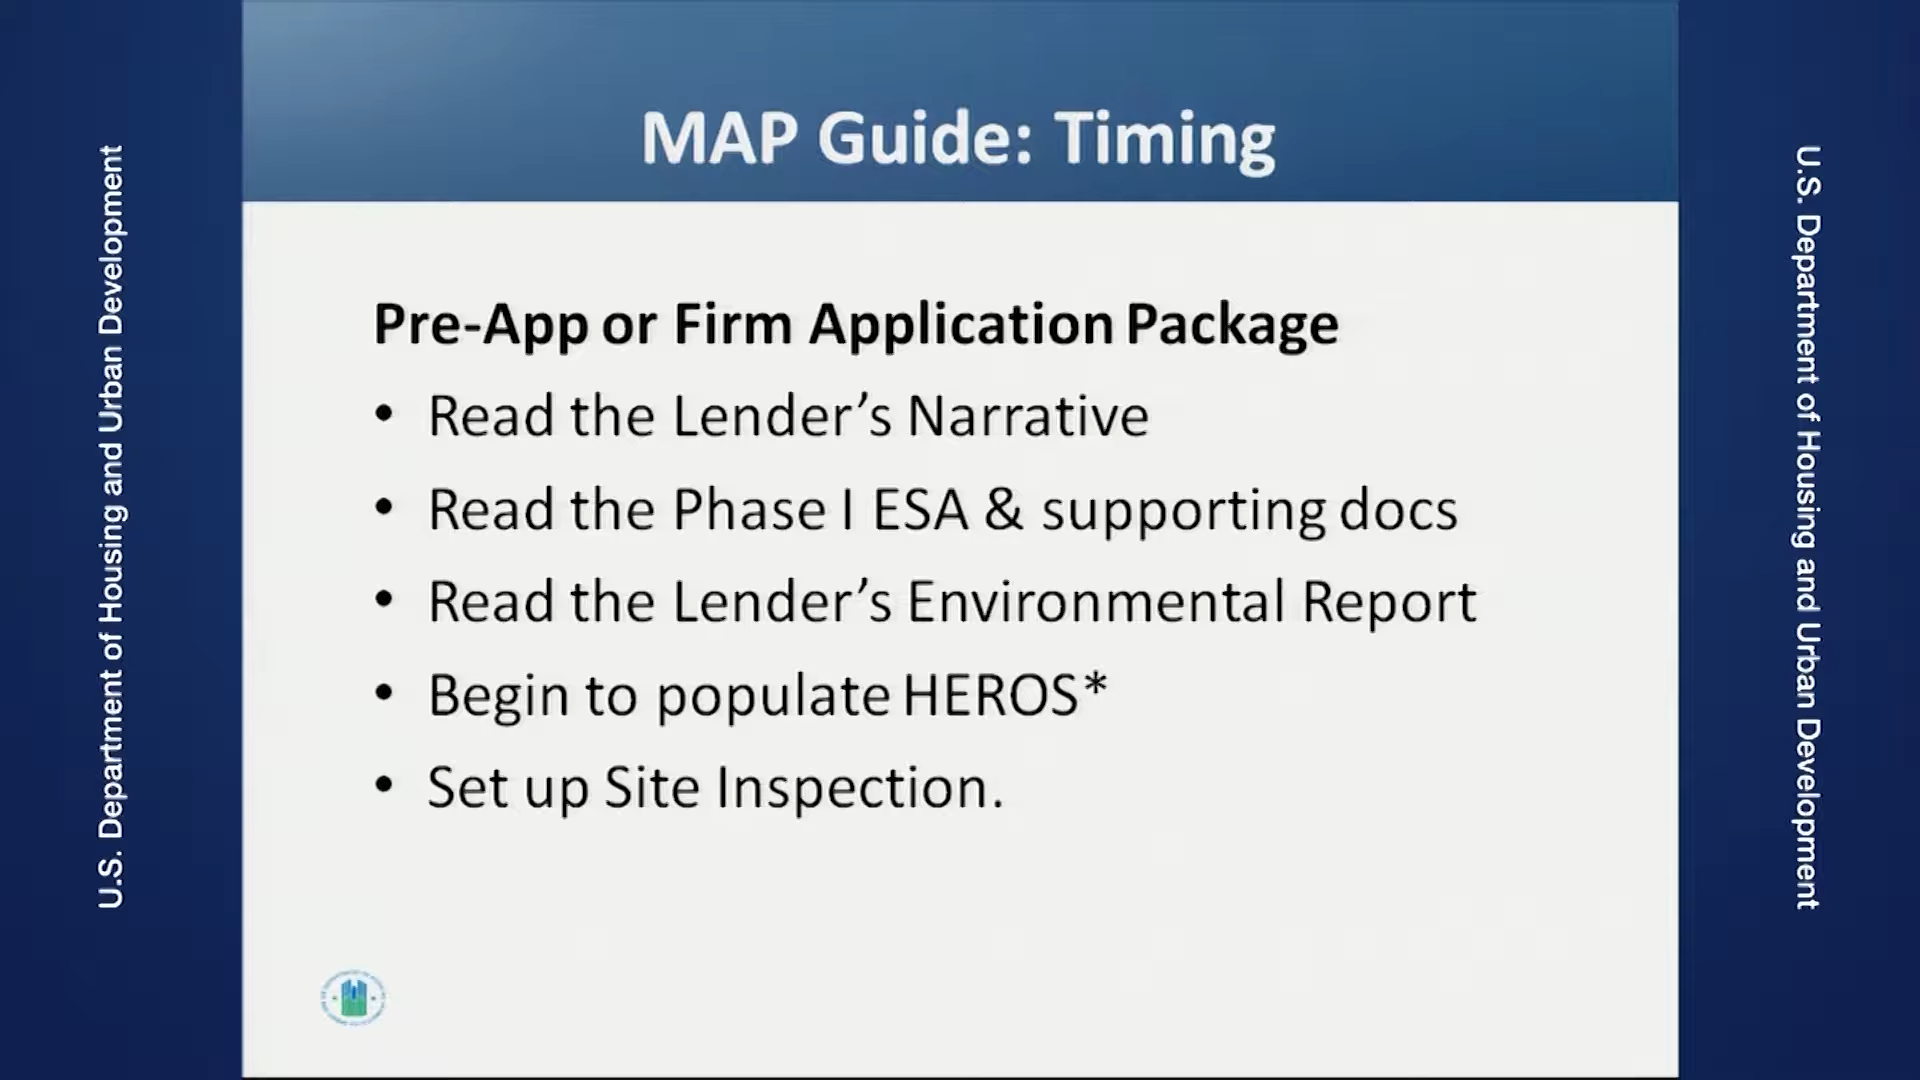 MAP Guide: Timing
Pre-App or Firm Application Package
• Read the Lender's Narrative
• Read the Phase I ESA & supporting docs
• Read the Lender's Environmental Report
• Begin to populate HEROS*
• Set up Site Inspection.
U.S. Department of Housing and Urban Development
U.S. Department of Housing and Urban Development